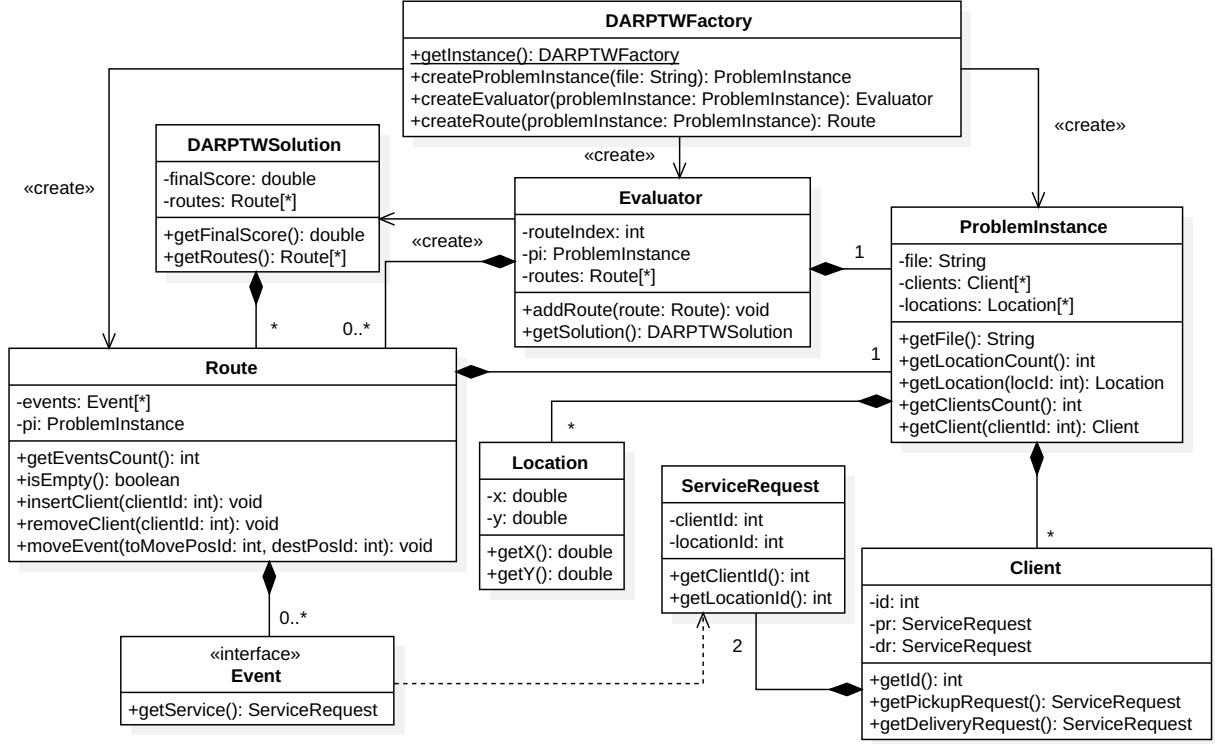 DARPTWFactory
+getInstance(): DARPTWFactory
+createProblemInstance(file: String): ProblemInstance
+createEvaluator(problemInstance: ProblemInstance): Evaluator
+createRoute(problemInstance: ProblemInstance): Route
«create»
«create»
«create»
DARPTWSolution
-finalScore: double
-routes: Route[*]
+getFinalScore(): double
+getRoutes(): Route[*]
«create»
Evaluator
-routeIndex: int
-pi: ProblemInstance
-routes: Route[*]
+addRoute(route: Route): void
+getSolution(): DARPTWSolution
1
ProblemInstance
-file: String
-clients: Client[*]
-locations: Location[*]
+getFile(): String
+getLocationCount(): int
+getLocation(locId: int): Location
+getClientsCount(): int
+getClient(clientId: int): Client
*
0..*
1
Route
-events: Event[*]
-pi: ProblemInstance
+getEventsCount(): int
+isEmpty(): boolean
+insertClient(clientId: int): void
+removeClient(clientId: int): void
+moveEvent(toMovePosId: int, destPosId: int): void
*
Location
-x: double
-y: double
+getX(): double
+getY(): double
ServiceRequest
-clientId: int
-locationId: int
+getClientId(): int
+getLocationId(): int
*
Client
-id: int
-pr: ServiceRequest
-dr: ServiceRequest
+getId(): int
+getPickupRequest(): ServiceRequest
+getDeliveryRequest(): ServiceRequest
0..*
2
«interface»
Event
+getService(): ServiceRequest